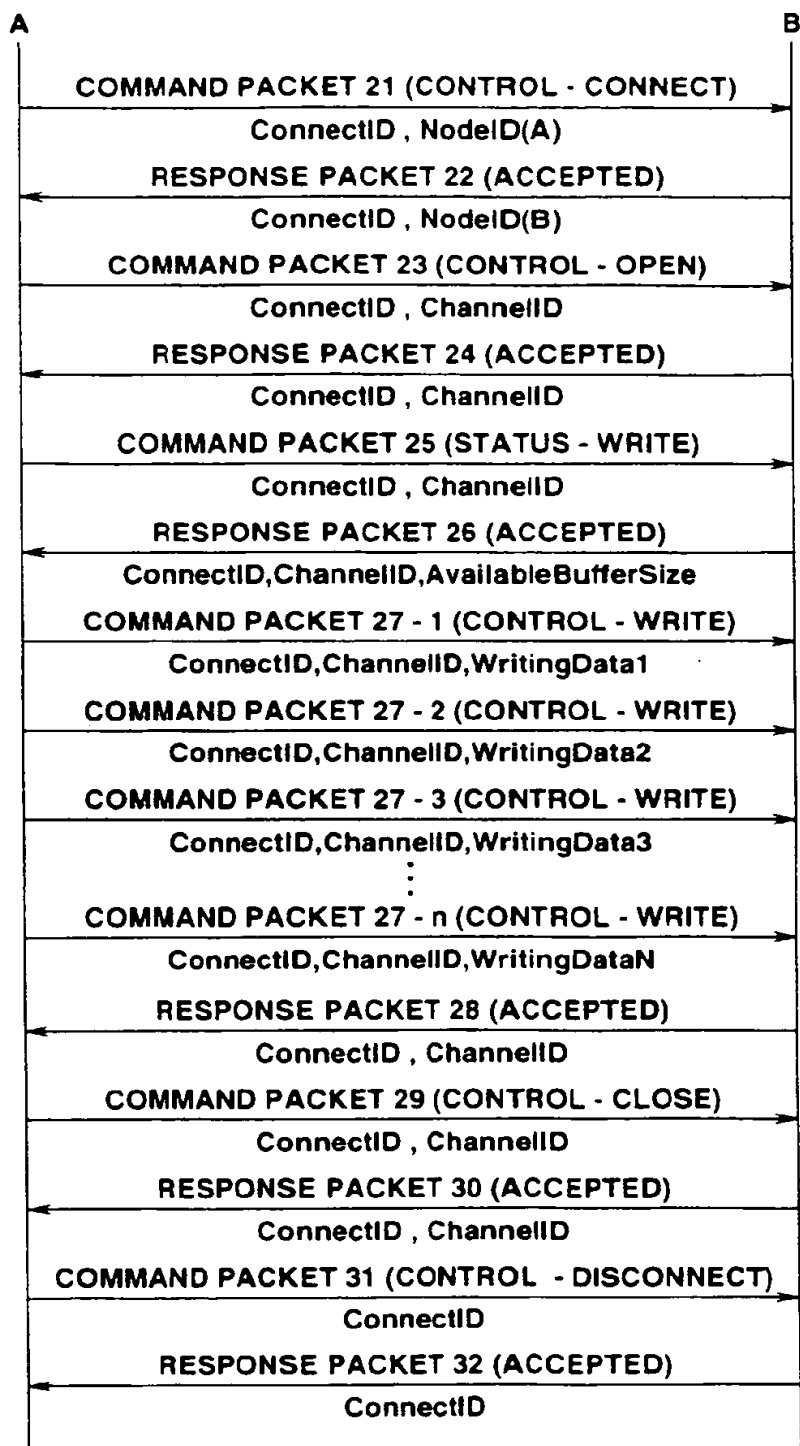 A B
COMMAND PACKET 21 (CONTROL - CONNECT)
ConnectID , NodeID(A)
RESPONSE PACKET 22 (ACCEPTED)
ConnectID , NodeID(B)
COMMAND PACKET 23 (CONTROL - OPEN)
ConnectID , ChannelID
RESPONSE PACKET 24 (ACCEPTED)
ConnectID , ChannelID
COMMAND PACKET 25 (STATUS - WRITE)
ConnectID , ChannelID
RESPONSE PACKET 26 (ACCEPTED)
ConnectID,ChannelID,AvailableBufferSize
COMMAND PACKET 27 - 1 (CONTROL - WRITE)
ConnectID,ChannelID,WritingData1
COMMAND PACKET 27 - 2 (CONTROL - WRITE)
ConnectID,ChannelID,WritingData2
COMMAND PACKET 27 - 3 (CONTROL - WRITE)
ConnectID,ChannelID,WritingData3
⋮
COMMAND PACKET 27 - n (CONTROL - WRITE)
ConnectID,ChannelID,WritingDataN
RESPONSE PACKET 28 (ACCEPTED)
ConnectID , ChannelID
COMMAND PACKET 29 (CONTROL - CLOSE)
ConnectID , ChannelID
RESPONSE PACKET 30 (ACCEPTED)
ConnectID , ChannelID
COMMAND PACKET 31 (CONTROL - DISCONNECT)
ConnectID
RESPONSE PACKET 32 (ACCEPTED)
ConnectID